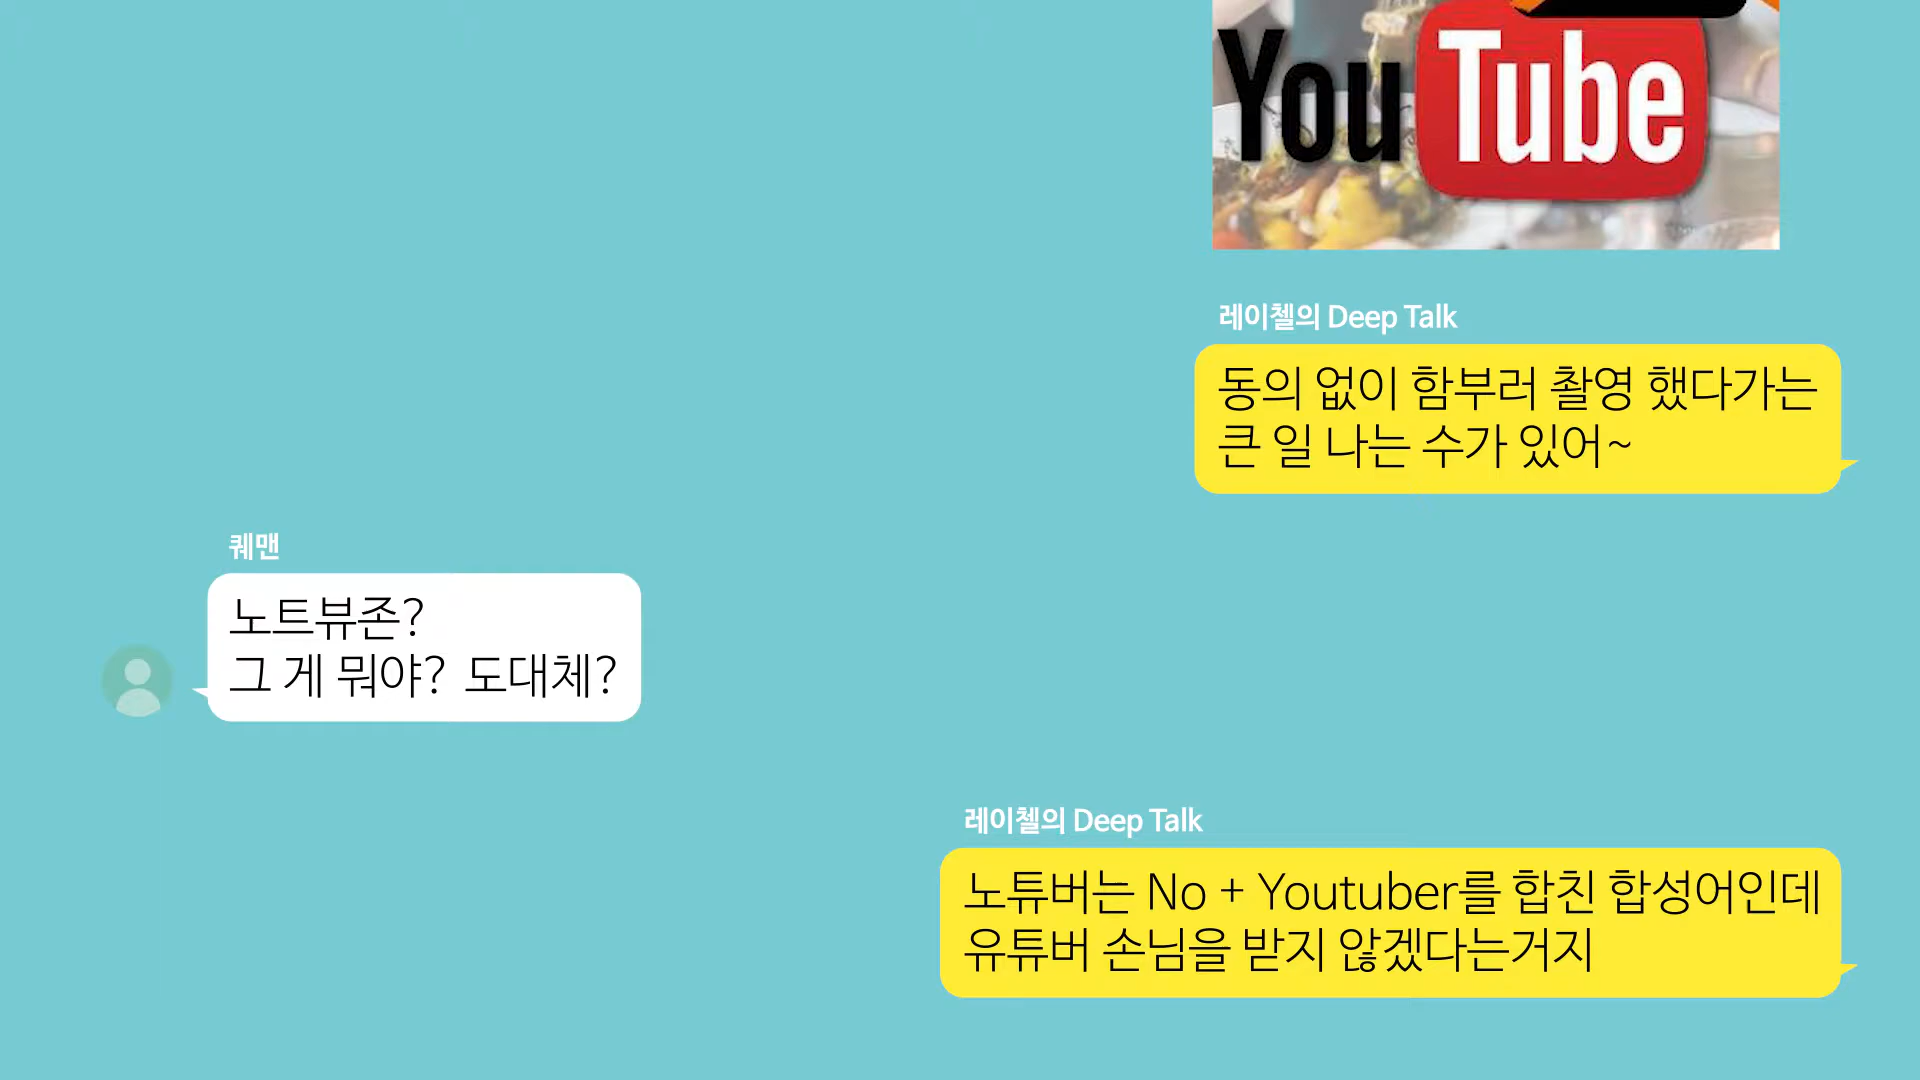 YouTube
레이첼의 Deep Talk
동의 없이 함부러 촬영 했다가는
큰 일 나는 수가 있어~
퀘맨
노트뷰존?
그 게 뭐야? 도대체?
레이첼의 Deep Talk
노튜버는 No + Youtuber를 합친 합성어인데
유튜버 손님을 받지 않겠다는거지